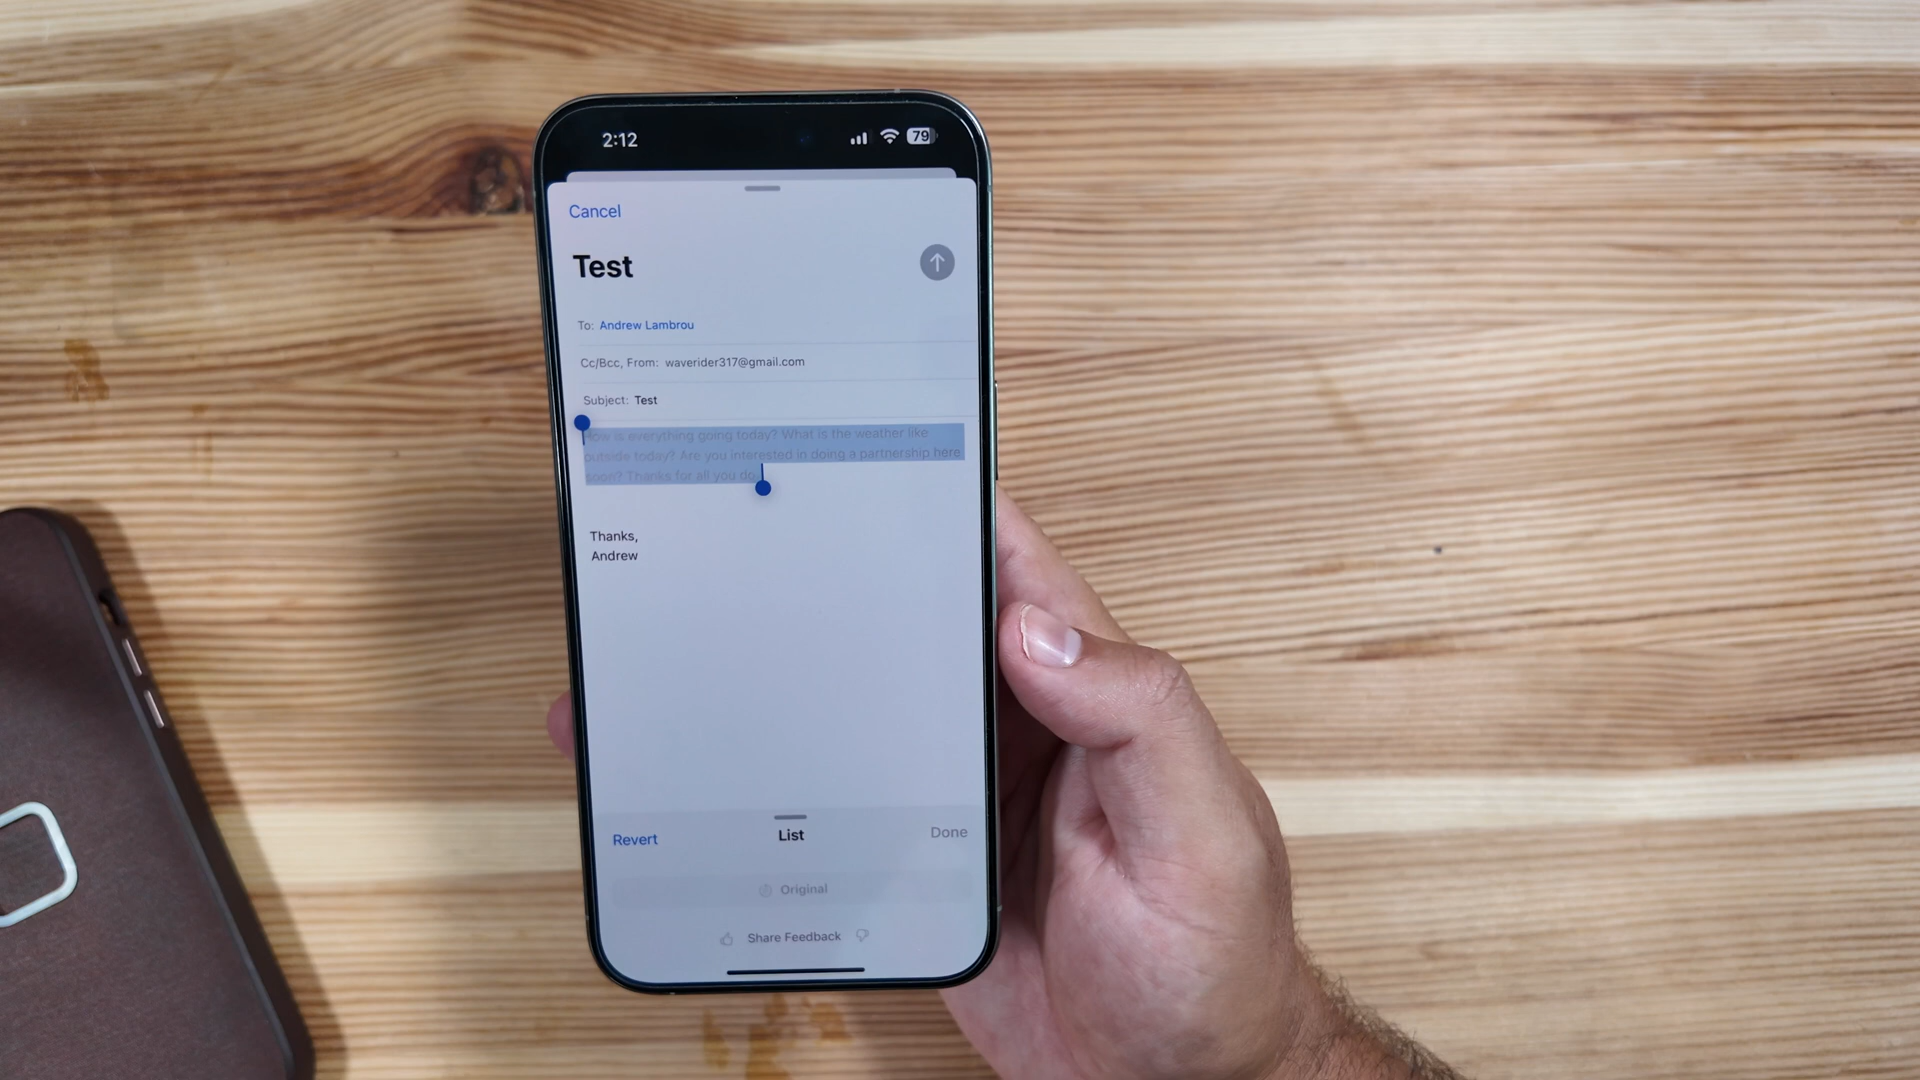 2:12
79
Cancel
Test
To: Andrew Lambrou
Cc/Bcc, From: waverider317@gmail.com
Subject: Test
How is everything going today? What is the weather like
outside today? Are you interested in doing a partnership here
soon? Thanks for all you do.
Thanks,
Andrew
Revert
List
Done
Original
Share Feedback